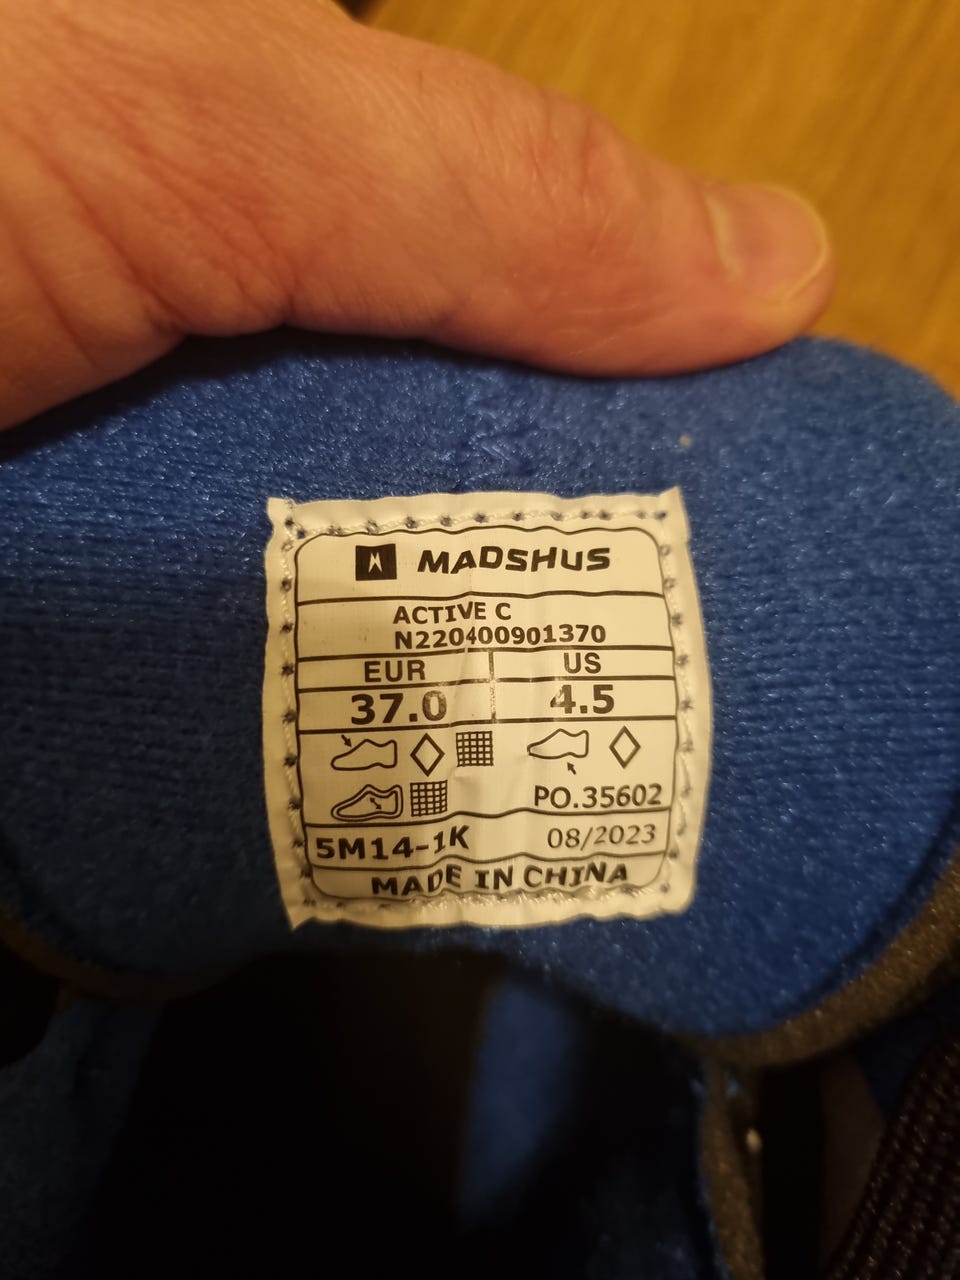 MADSHUS
ACTIVE C
N220400901370
EUR US
37.0 4.5
PO.35602
5M14-1K 08/2023
MADE IN CHINA